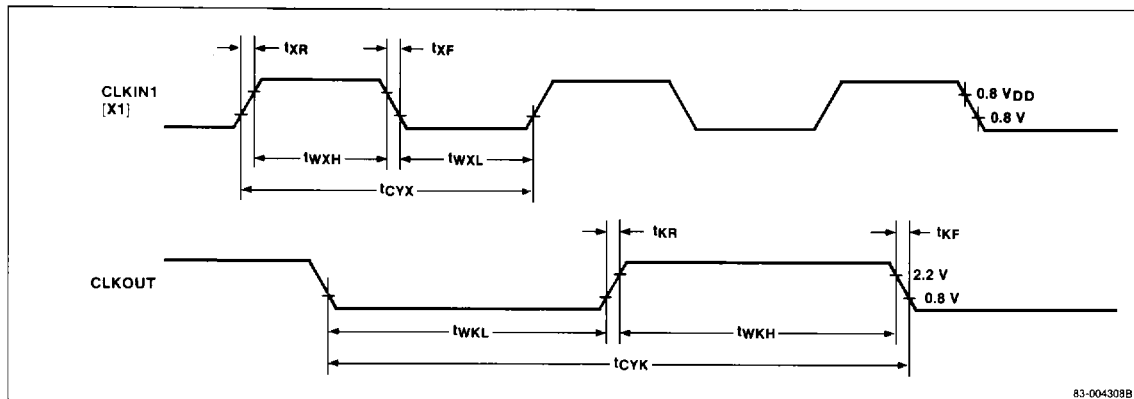 tXR
tXF
CLKIN1
[X1]
0.8 VDD
0.8 V
tWXH
tWXL
tCYX
tKR
tKF
CLKOUT
2.2 V
0.8 V
tWKL
tWKH
tCYK
83-004308B